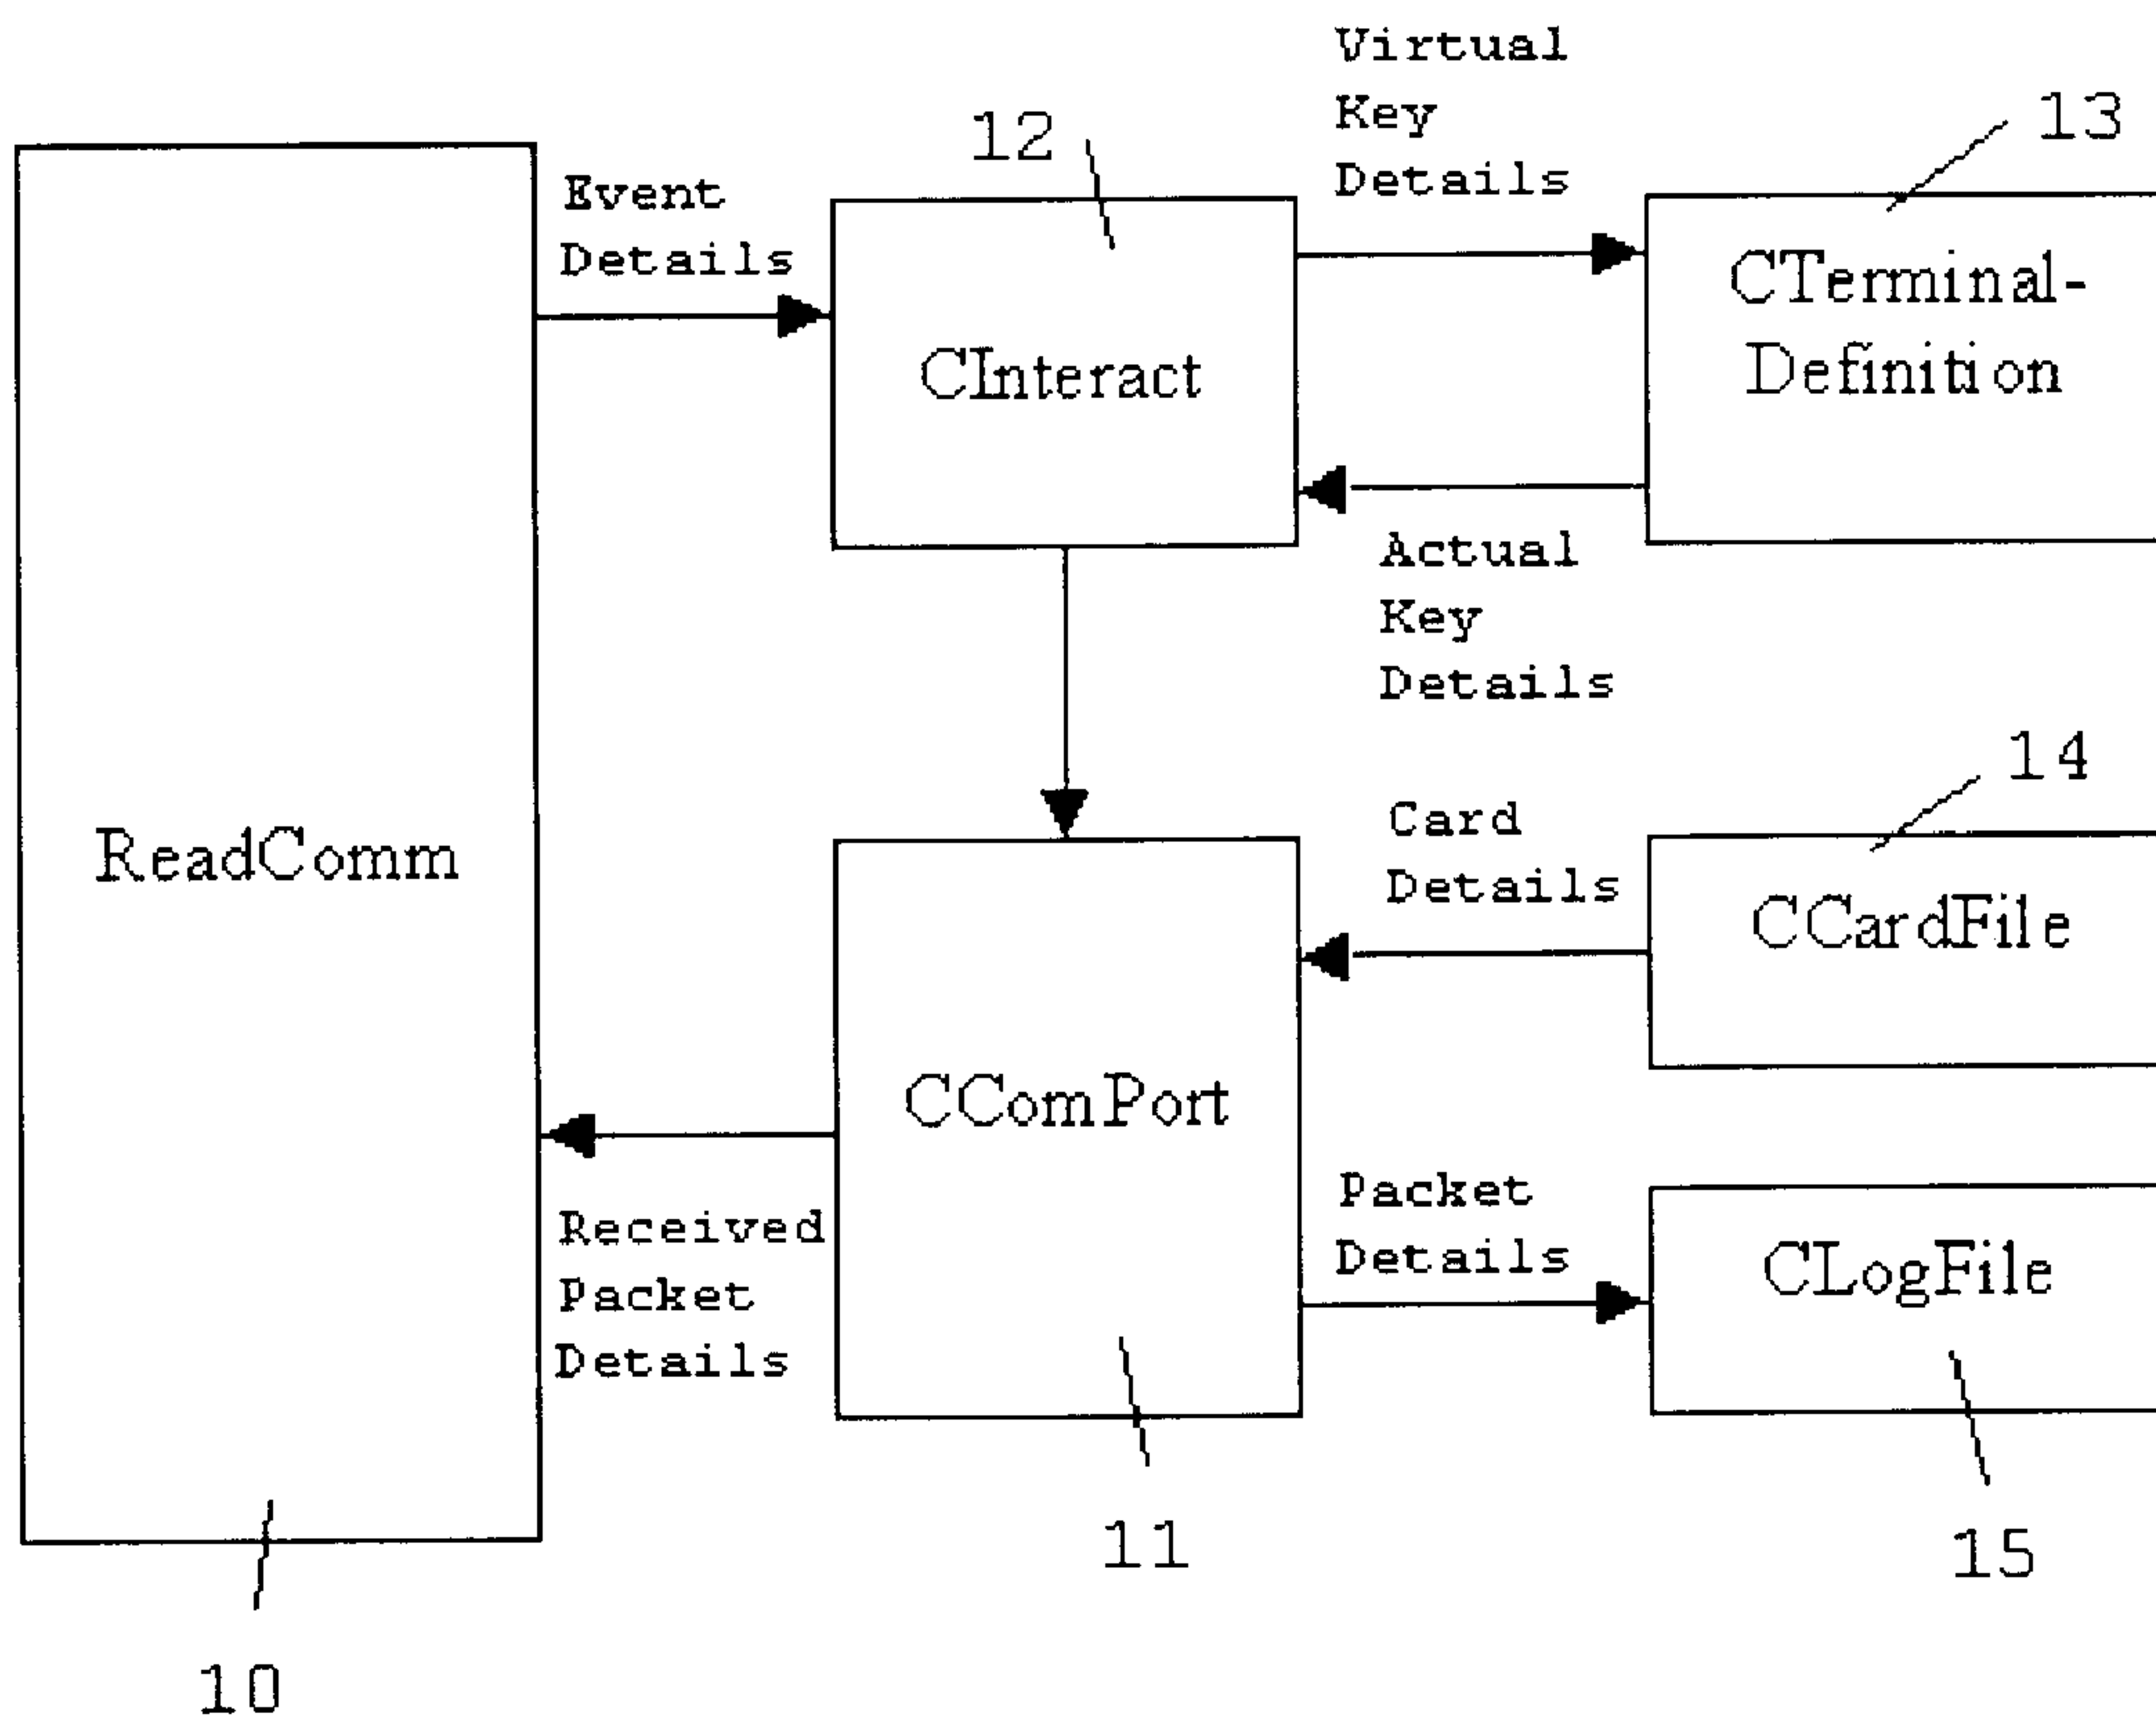 Virtual
Key
Details
13
12
Event
Details
CTerminal-
Definition
CInteract
Actual
Key
Details
14
Card
Details
ReadComm
CCardFile
CComPort
Packet
Details
Received
Packet
Details
CLogFile
11
15
10